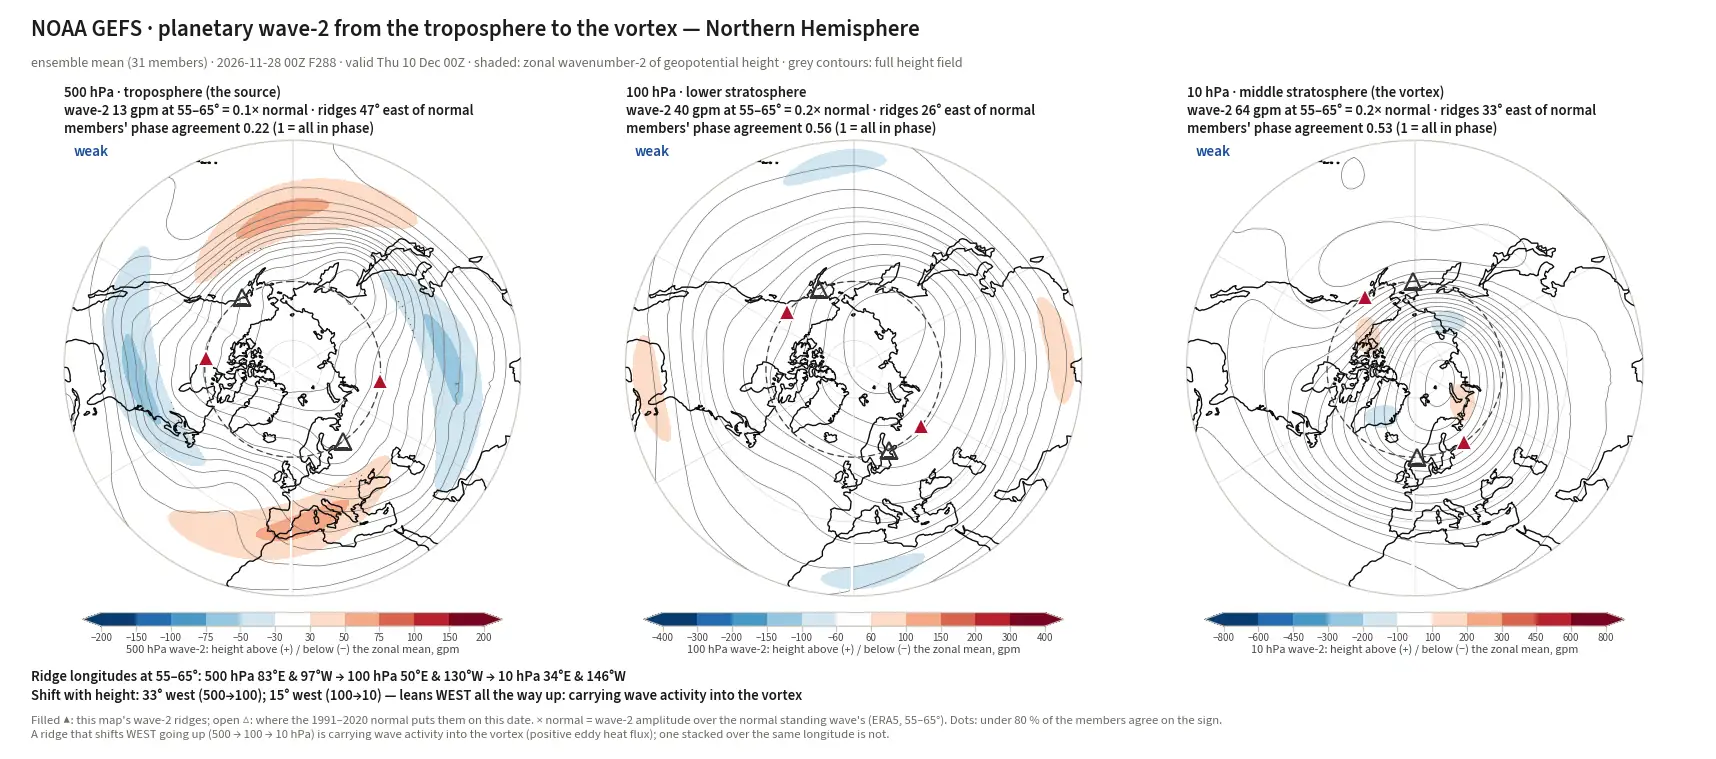 NOAA GEFS · planetary wave-2 from the troposphere to the vortex — Northern Hemisphere
ensemble mean (31 members) · 2026-11-28 00Z F288 · valid Thu 10 Dec 00Z · shaded: zonal wavenumber-2 of geopotential height · grey contours: full height field
500 hPa · troposphere (the source)
wave-2 13 gpm at 55–65° = 0.1× normal · ridges 47° east of normal
members' phase agreement 0.22 (1 = all in phase)
weak
100 hPa · lower stratosphere
wave-2 40 gpm at 55–65° = 0.2× normal · ridges 26° east of normal
members' phase agreement 0.56 (1 = all in phase)
weak
10 hPa · middle stratosphere (the vortex)
wave-2 64 gpm at 55–65° = 0.2× normal · ridges 33° east of normal
members' phase agreement 0.53 (1 = all in phase)
weak
−200 −150 −100 −75 −50 −30 30 50 75 100 150 200
500 hPa wave-2: height above (+) / below (−) the zonal mean, gpm
−400 −300 −200 −150 −100 −60 60 100 150 200 300 400
100 hPa wave-2: height above (+) / below (−) the zonal mean, gpm
−800 −600 −450 −300 −200 −100 100 200 300 450 600 800
10 hPa wave-2: height above (+) / below (−) the zonal mean, gpm
Ridge longitudes at 55–65°: 500 hPa 83°E & 97°W → 100 hPa 50°E & 130°W → 10 hPa 34°E & 146°W
Shift with height: 33° west (500→100); 15° west (100→10) — leans WEST all the way up: carrying wave activity into the vortex
Filled ▲: this map's wave-2 ridges; open △: where the 1991–2020 normal puts them on this date. × normal = wave-2 amplitude over the normal standing wave's (ERA5, 55–65°). Dots: under 80 % of the members agree on the sign.
A ridge that shifts WEST going up (500 → 100 → 10 hPa) is carrying wave activity into the vortex (positive eddy heat flux); one stacked over the same longitude is not.